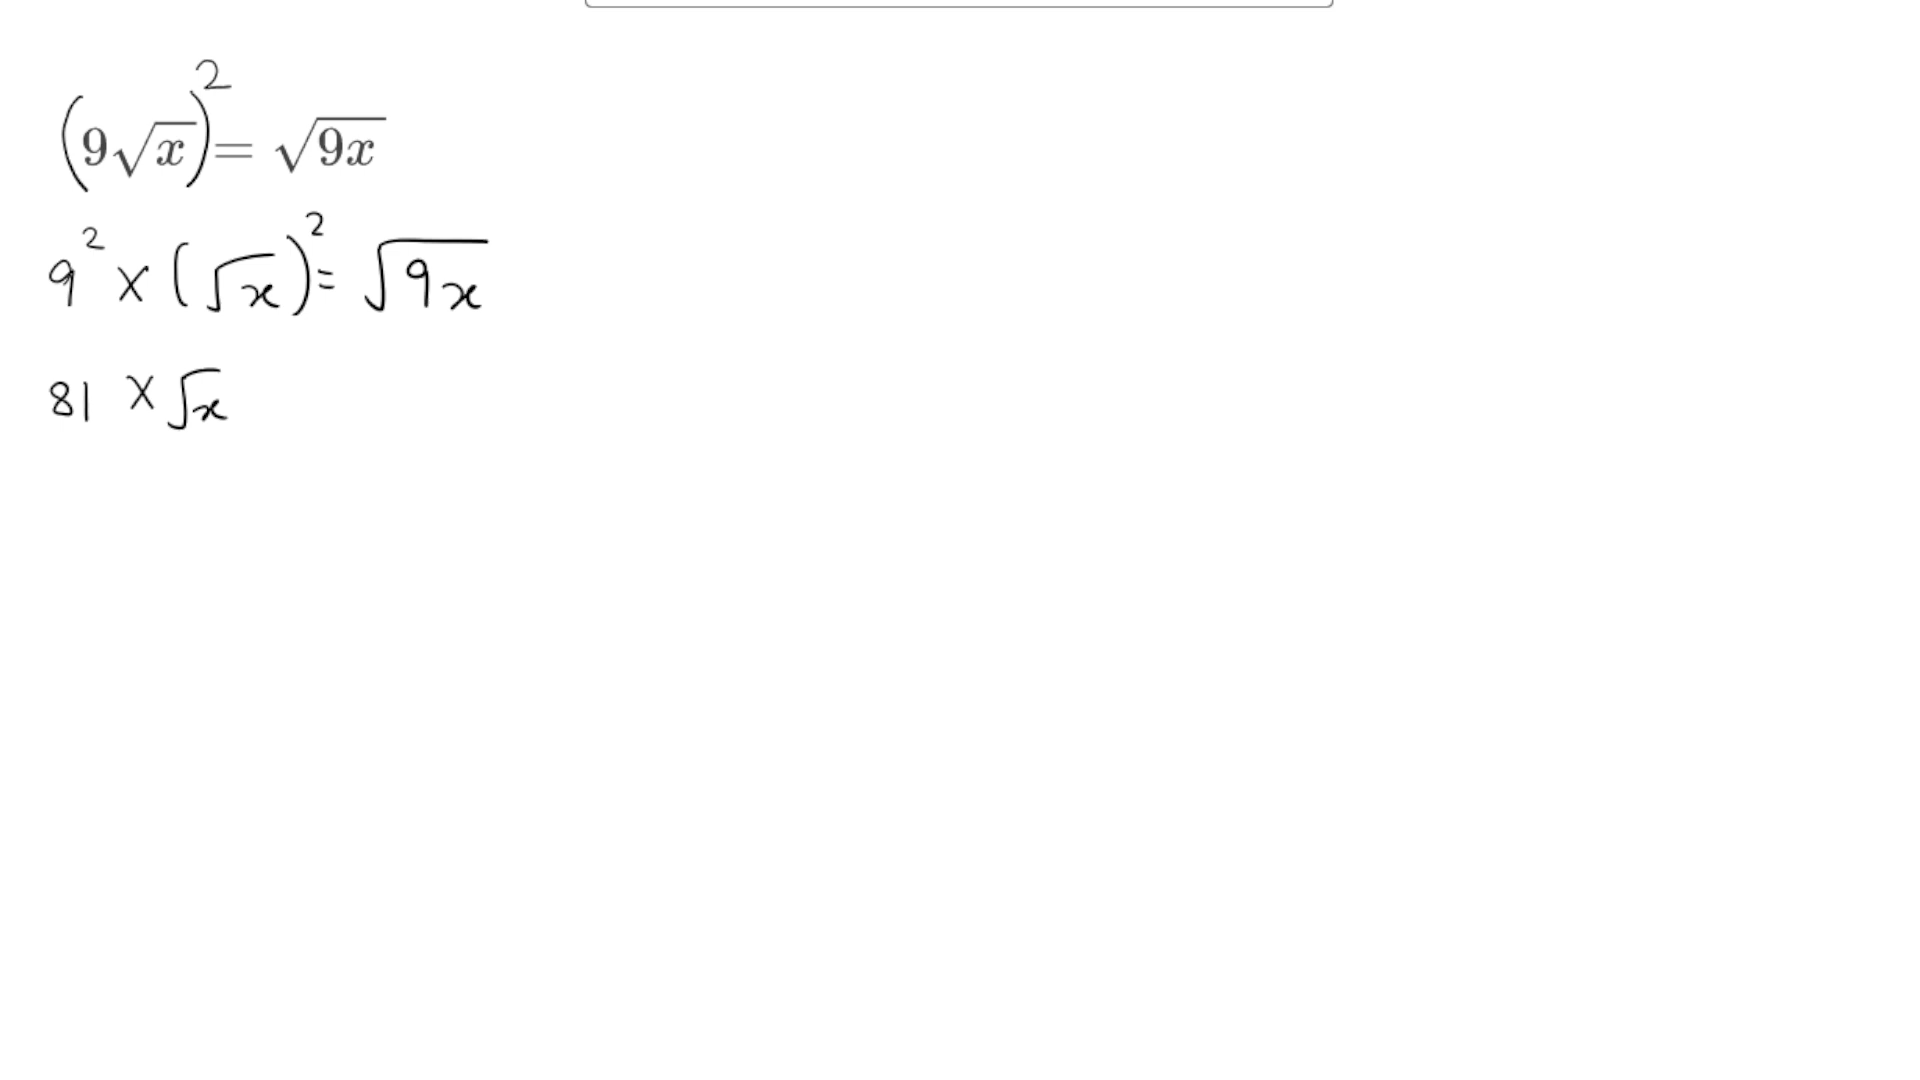 (9√x)² = √9x
9² × (√x)² = √9x
81 × √x